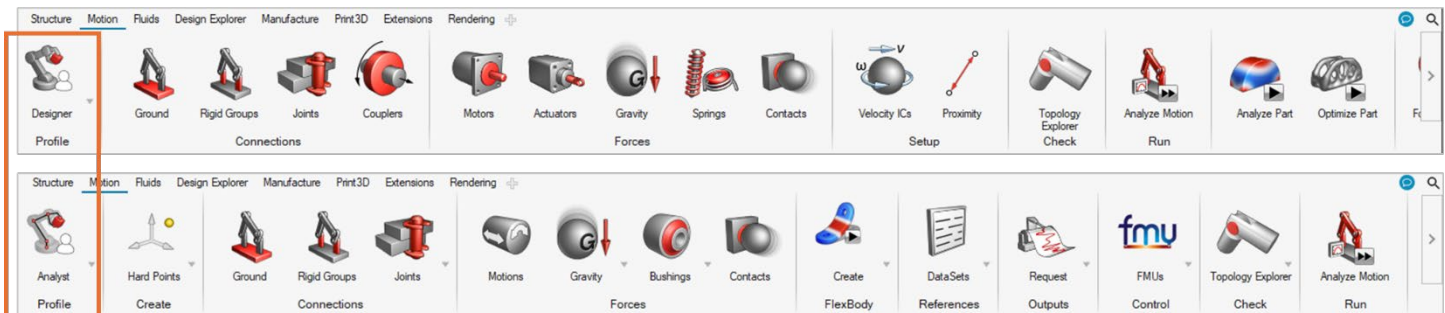 Structure Motion Fluids Design Explorer Manufacture Print3D Extensions Rendering
G v ω
Designer Ground Rigid Groups Joints Couplers Motors Actuators Gravity Springs Contacts Velocity ICs Proximity Topology Explorer Analyze Motion Analyze Part Optimize Part
Profile Connections Forces Setup Check Run
Structure Motion Fluids Design Explorer Manufacture Print3D Extensions Rendering
G fmu
Analyst Hard Points Ground Rigid Groups Joints Motions Gravity Bushings Contacts Create DataSets Request FMUs Topology Explorer Analyze Motion
Profile Create Connections Forces FlexBody References Outputs Control Check Run